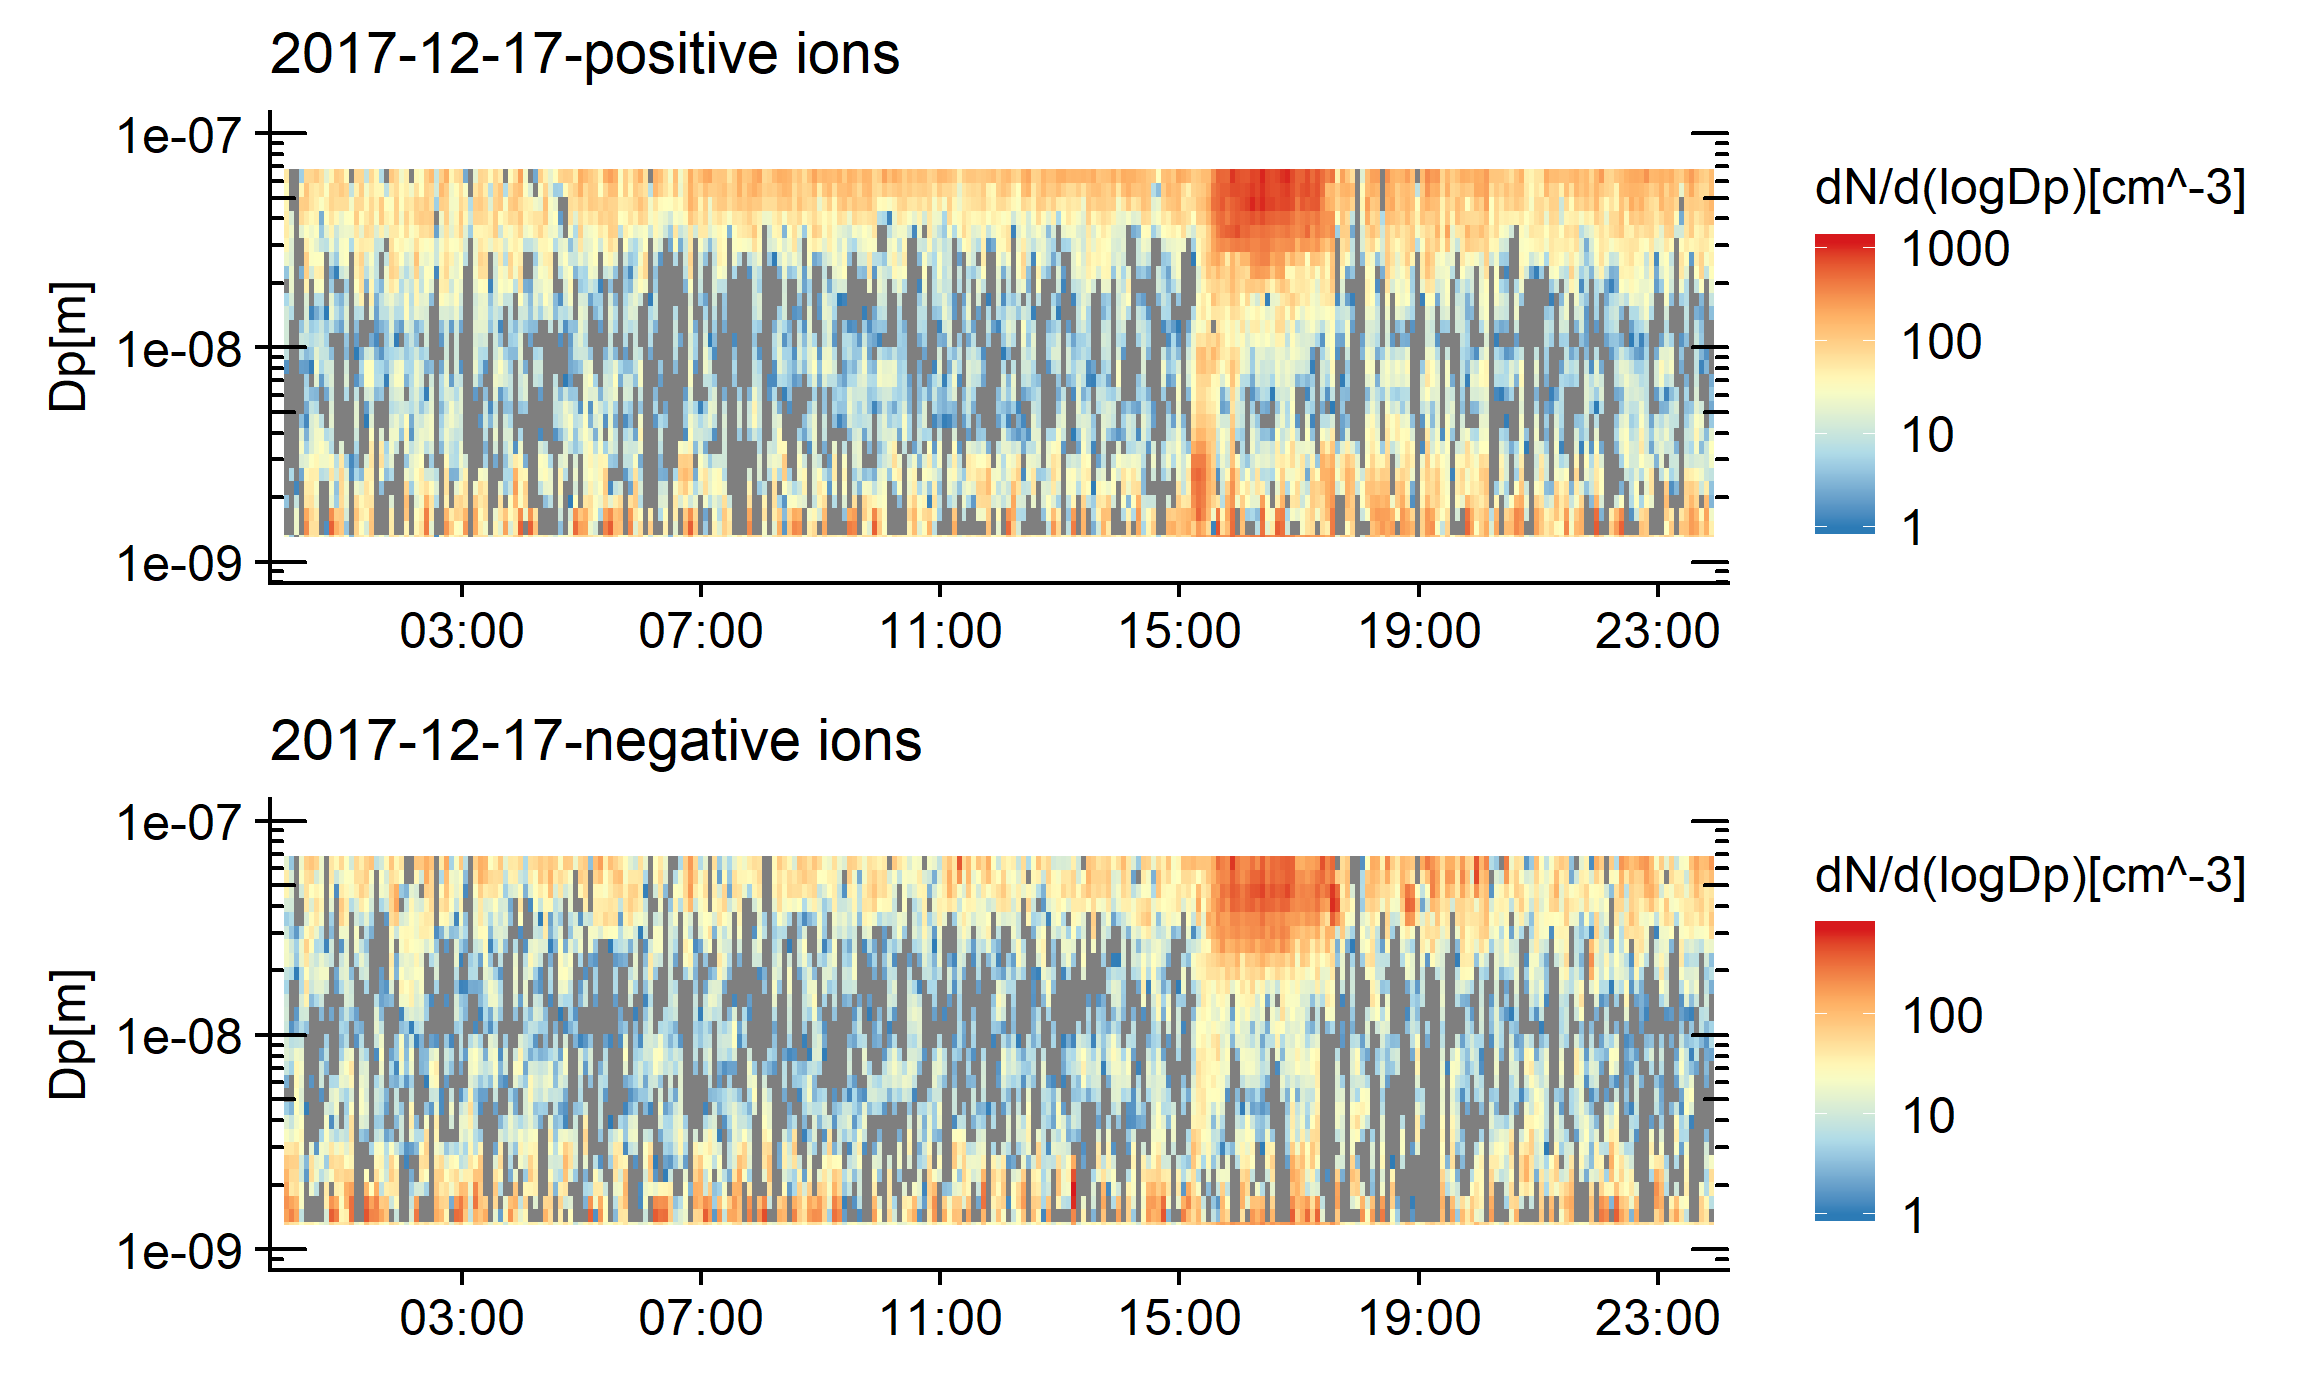 2017-12-17-positive ions
1e-07
1e-08
1e-09
Dp[m]
03:00 07:00 11:00 15:00 19:00 23:00
dN/d(logDp)[cm^-3]
1000
100
10
1
2017-12-17-negative ions
1e-07
1e-08
1e-09
Dp[m]
03:00 07:00 11:00 15:00 19:00 23:00
dN/d(logDp)[cm^-3]
100
10
1